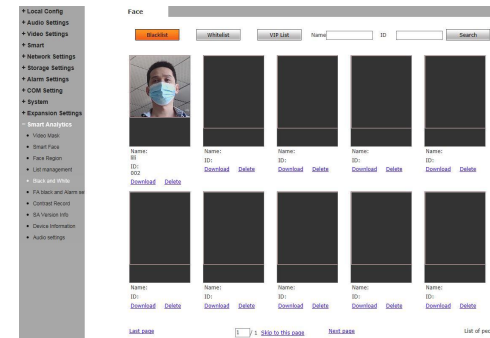 + Local Config
+ Audio Settings
+ Video Settings
+ Smart
+ Network Settings
+ Storage Settings
+ Alarm Settings
+ COM Setting
+ System
+ Expansion Settings
− Smart Analytics
• Video Mask
• Smart Face
• Face Region
• List management
• Black and White
• FA black and Alarm se
• Contrast Record
• SA Version Info
• Device Information
• Audio settings
Face
Blacklist Whitelist VIP List Name ID Search
Name: Name: Name: Name: Name:
ID: ID: ID: ID:
Download Delete Download Delete Download Delete Download
ID:
002
Download Delete
Name: Name: Name: Name: Name:
ID: ID: ID: ID: ID:
Download Delete Download Delete Download Delete Download Delete Download
Last page 1 / 1 Skip to this page Next page List of peo